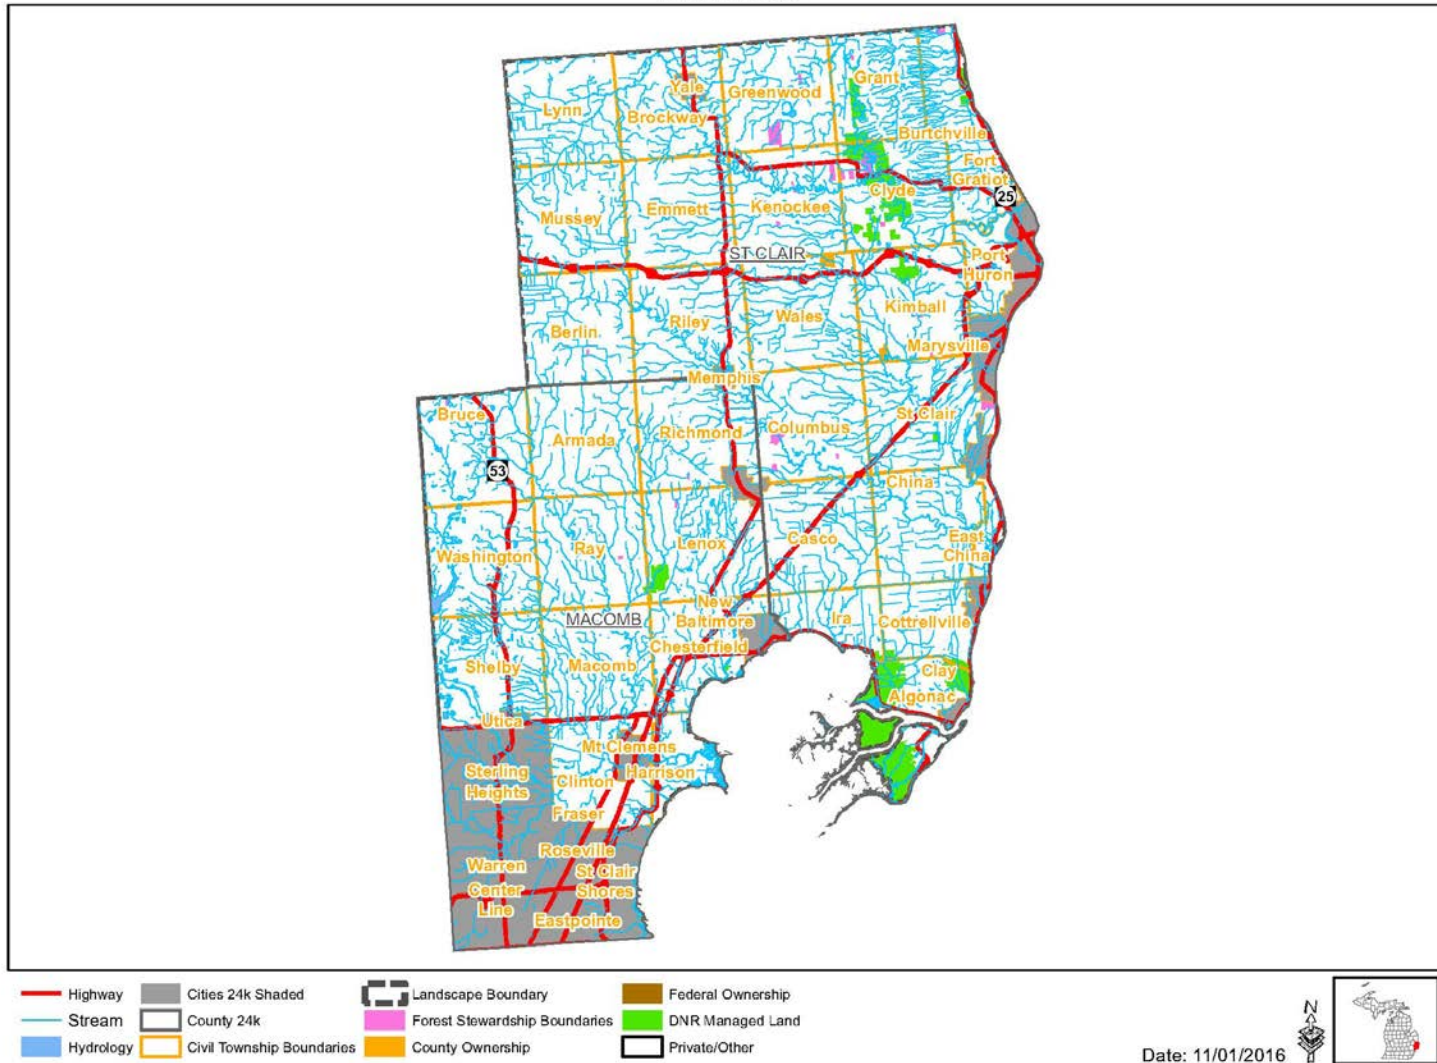 Lynn
Yale
Brockway
Greenwood
Grant
Burtchville
Fort
Gratiot
25
Mussey
Emmett
Kenockee
Clyde
ST CLAIR
Port
Huron
Berlin
Riley
Wales
Kimball
Marysville
Memphis
Bruce
Armada
Richmond
Columbus
St Clair
53
China
Washington
Ray
Lenox
Casco
East
China
New
Baltimore
MACOMB
Ira
Cottrellville
Chesterfield
Shelby
Macomb
Clay
Algonac
Utica
Mt Clemens
Harrison
Sterling
Heights
Clinton
Fraser
Roseville
Warren
St Clair
Shores
Center
Line
Eastpointe
Highway
Cities 24k Shaded
Landscape Boundary
Federal Ownership
Stream
County 24k
Forest Stewardship Boundaries
DNR Managed Land
Hydrology
Civil Township Boundaries
County Ownership
Private/Other
N
Date: 11/01/2016